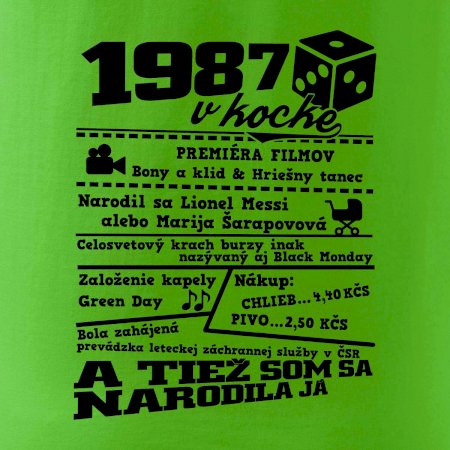 1987
v kocke
PREMIÉRA FILMOV
Bony a klid & Hriešny tanec
Narodil sa Lionel Messi
alebo Marija Šarapovová
Celosvetový krach burzy inak
nazývaný aj Black Monday
Založenie kapely
Green Day
Nákup:
CHLIEB...4,40 KČS
PIVO...2,50 KČS
Bola zahájená
prevádzka leteckej záchrannej služby v ČSR
A TIEŽ SOM SA
NARODILA JA